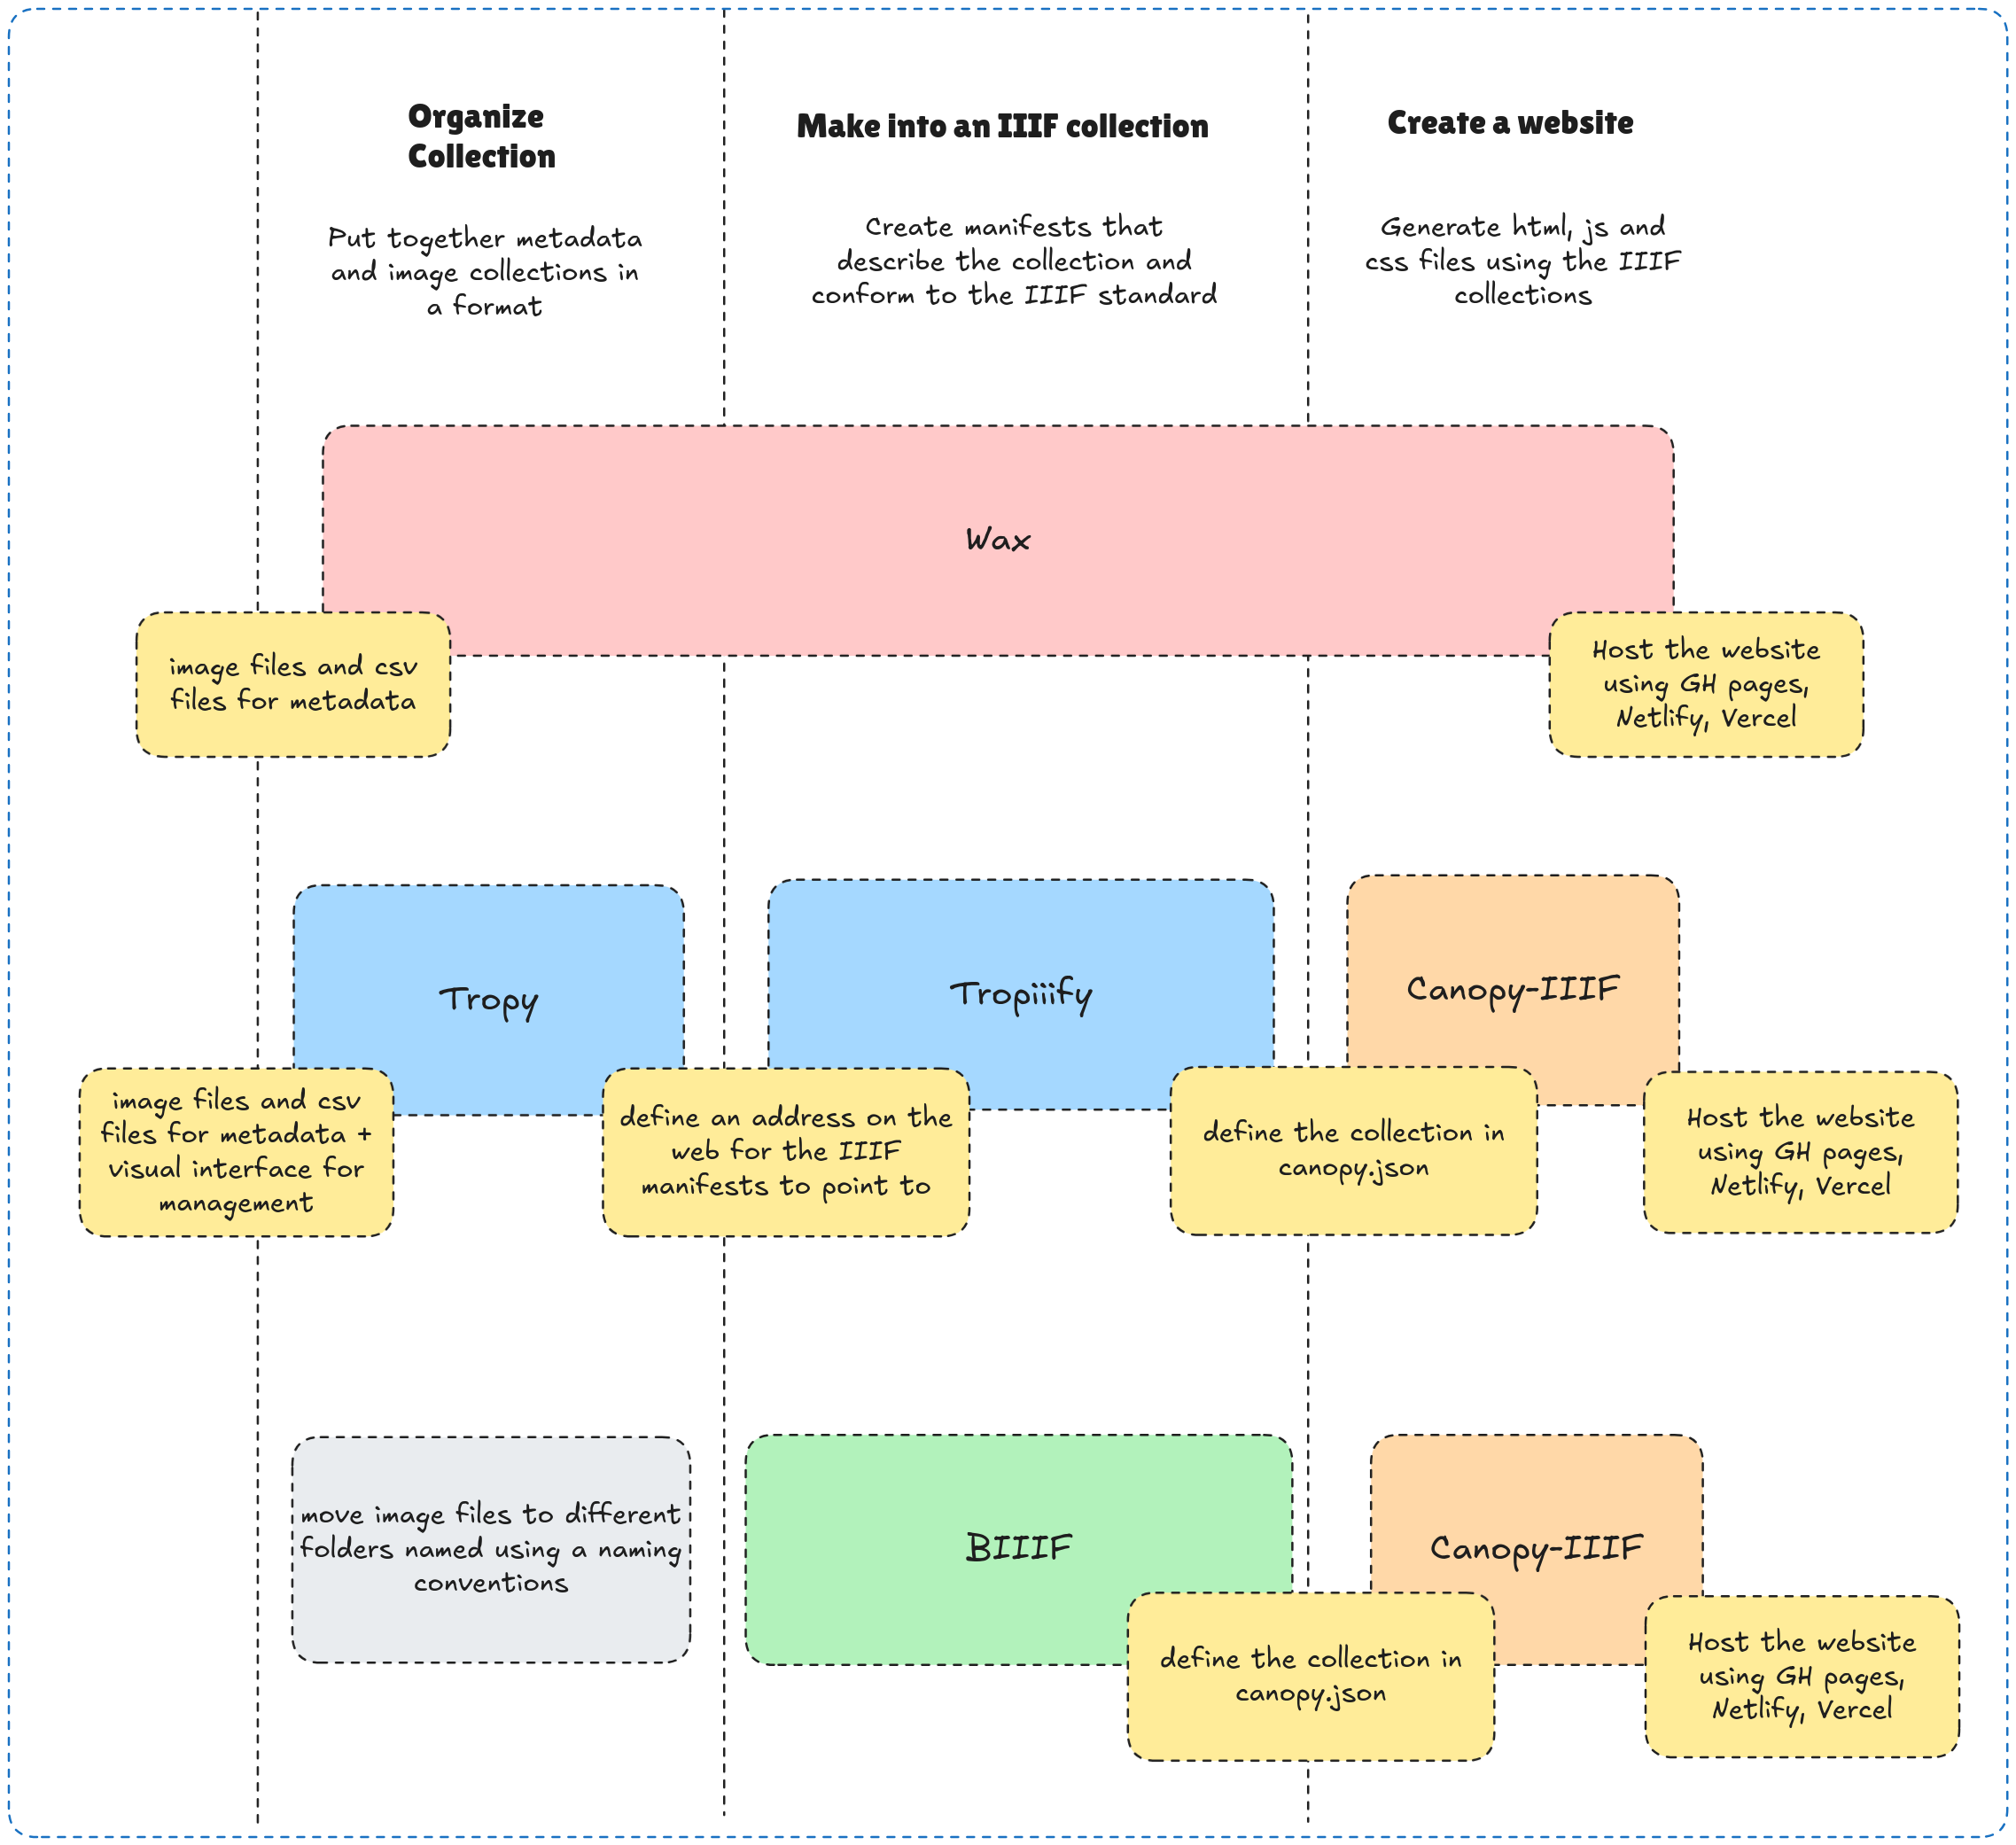 Organize
Collection
Make into an IIIF collection
Create a website
Put together metadata
and image collections in
a format
Create manifests that
describe the collection and
conform to the IIIF standard
Generate html, js and
css files using the IIIF
collections
Wax
image files and csv
files for metadata
Host the website
using GH pages,
Netlify, Vercel
Tropy
Tropiiify
Canopy-IIIF
image files and csv
files for metadata +
visual interface for
management
define an address on the
web for the IIIF
manifests to point to
define the collection in
canopy.json
Host the website
using GH pages,
Netlify, Vercel
move image files to different
folders named using a naming
conventions
BIIIF
Canopy-IIIF
define the collection in
canopy.json
Host the website
using GH pages,
Netlify, Vercel